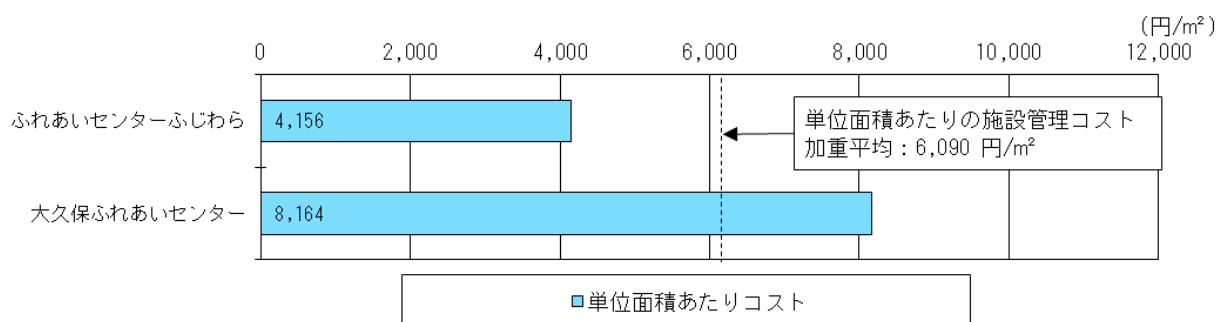 (円/m²)
0 2,000 4,000 6,000 8,000 10,000 12,000
ふれあいセンターふじわら 4,156
単位面積あたりの施設管理コスト
加重平均:6,090 円/m²
大久保ふれあいセンター 8,164
単位面積あたりコスト